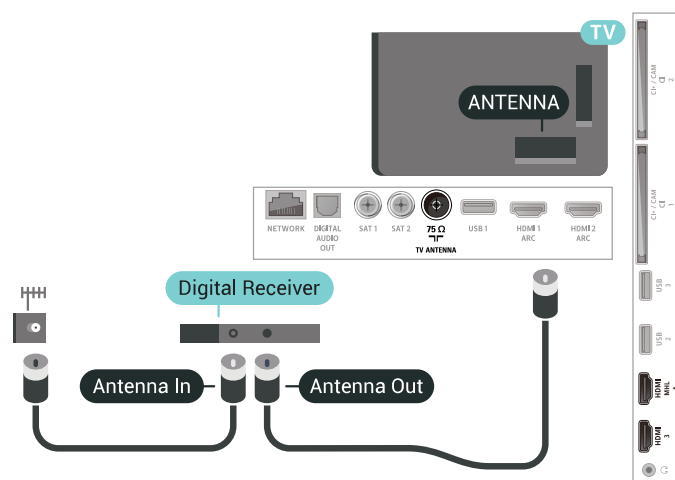 TV
ANTENNA
CI+ / CAM
CI
2
CI+ / CAM
CI
1
NETWORK
DIGITAL
AUDIO
OUT
SAT 1
SAT 2
75 Ω
TV ANTENNA
USB 1
HDMI 1
ARC
HDMI 2
ARC
USB
3
USB
2
HDMI
MHL
HDMI
3
Digital Receiver
Antenna In
Antenna Out